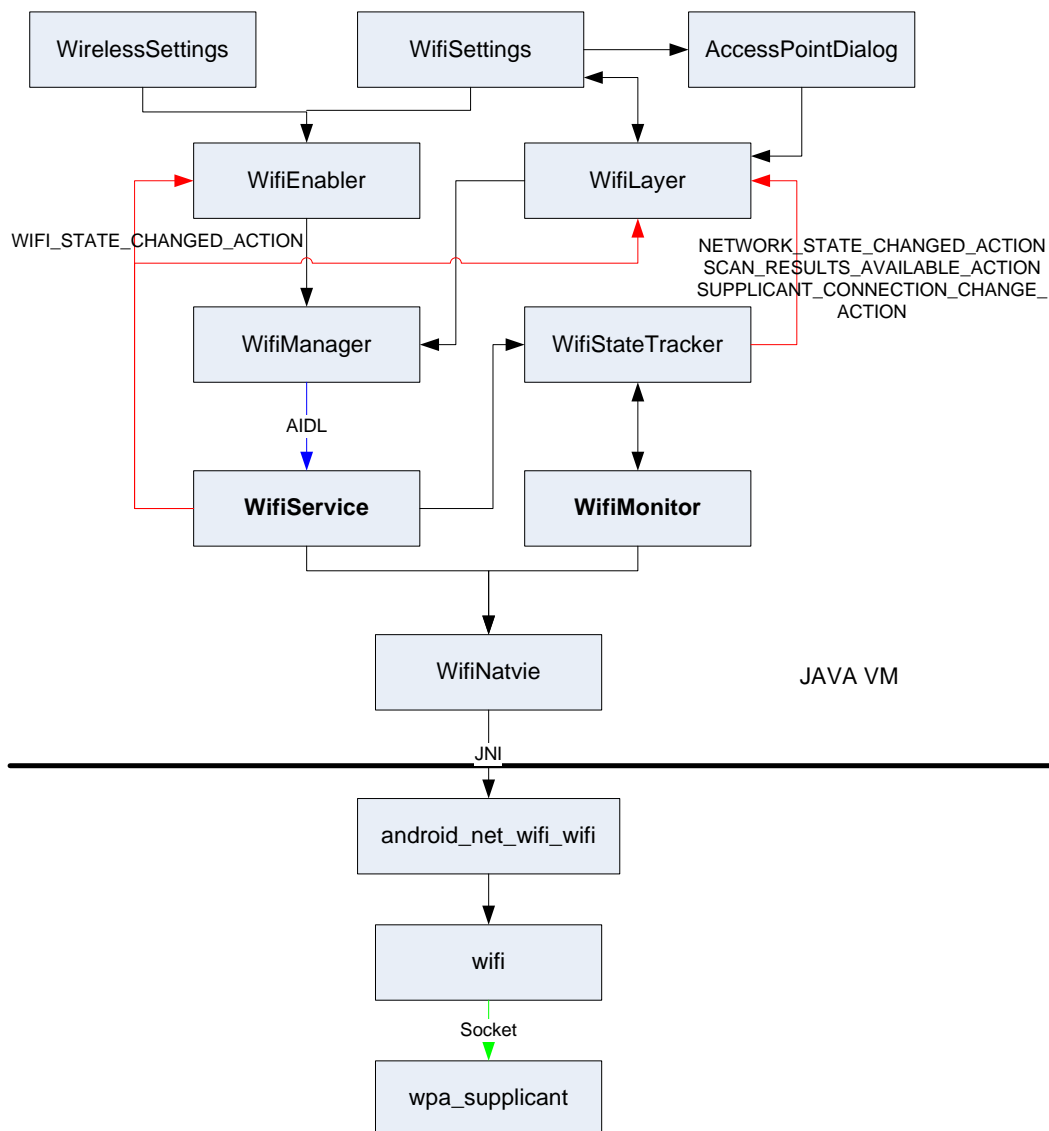 WirelessSettings
WifiSettings
AccessPointDialog
WifiEnabler
WifiLayer
WIFI_STATE_CHANGED_ACTION
NETWORK_STATE_CHANGED_ACTION
SCAN_RESULTS_AVAILABLE_ACTION
SUPPLICANT_CONNECTION_CHANGE_
ACTION
WifiManager
WifiStateTracker
AIDL
WifiService
WifiMonitor
WifiNatvie
JAVA VM
JNI
android_net_wifi_wifi
wifi
Socket
wpa_supplicant